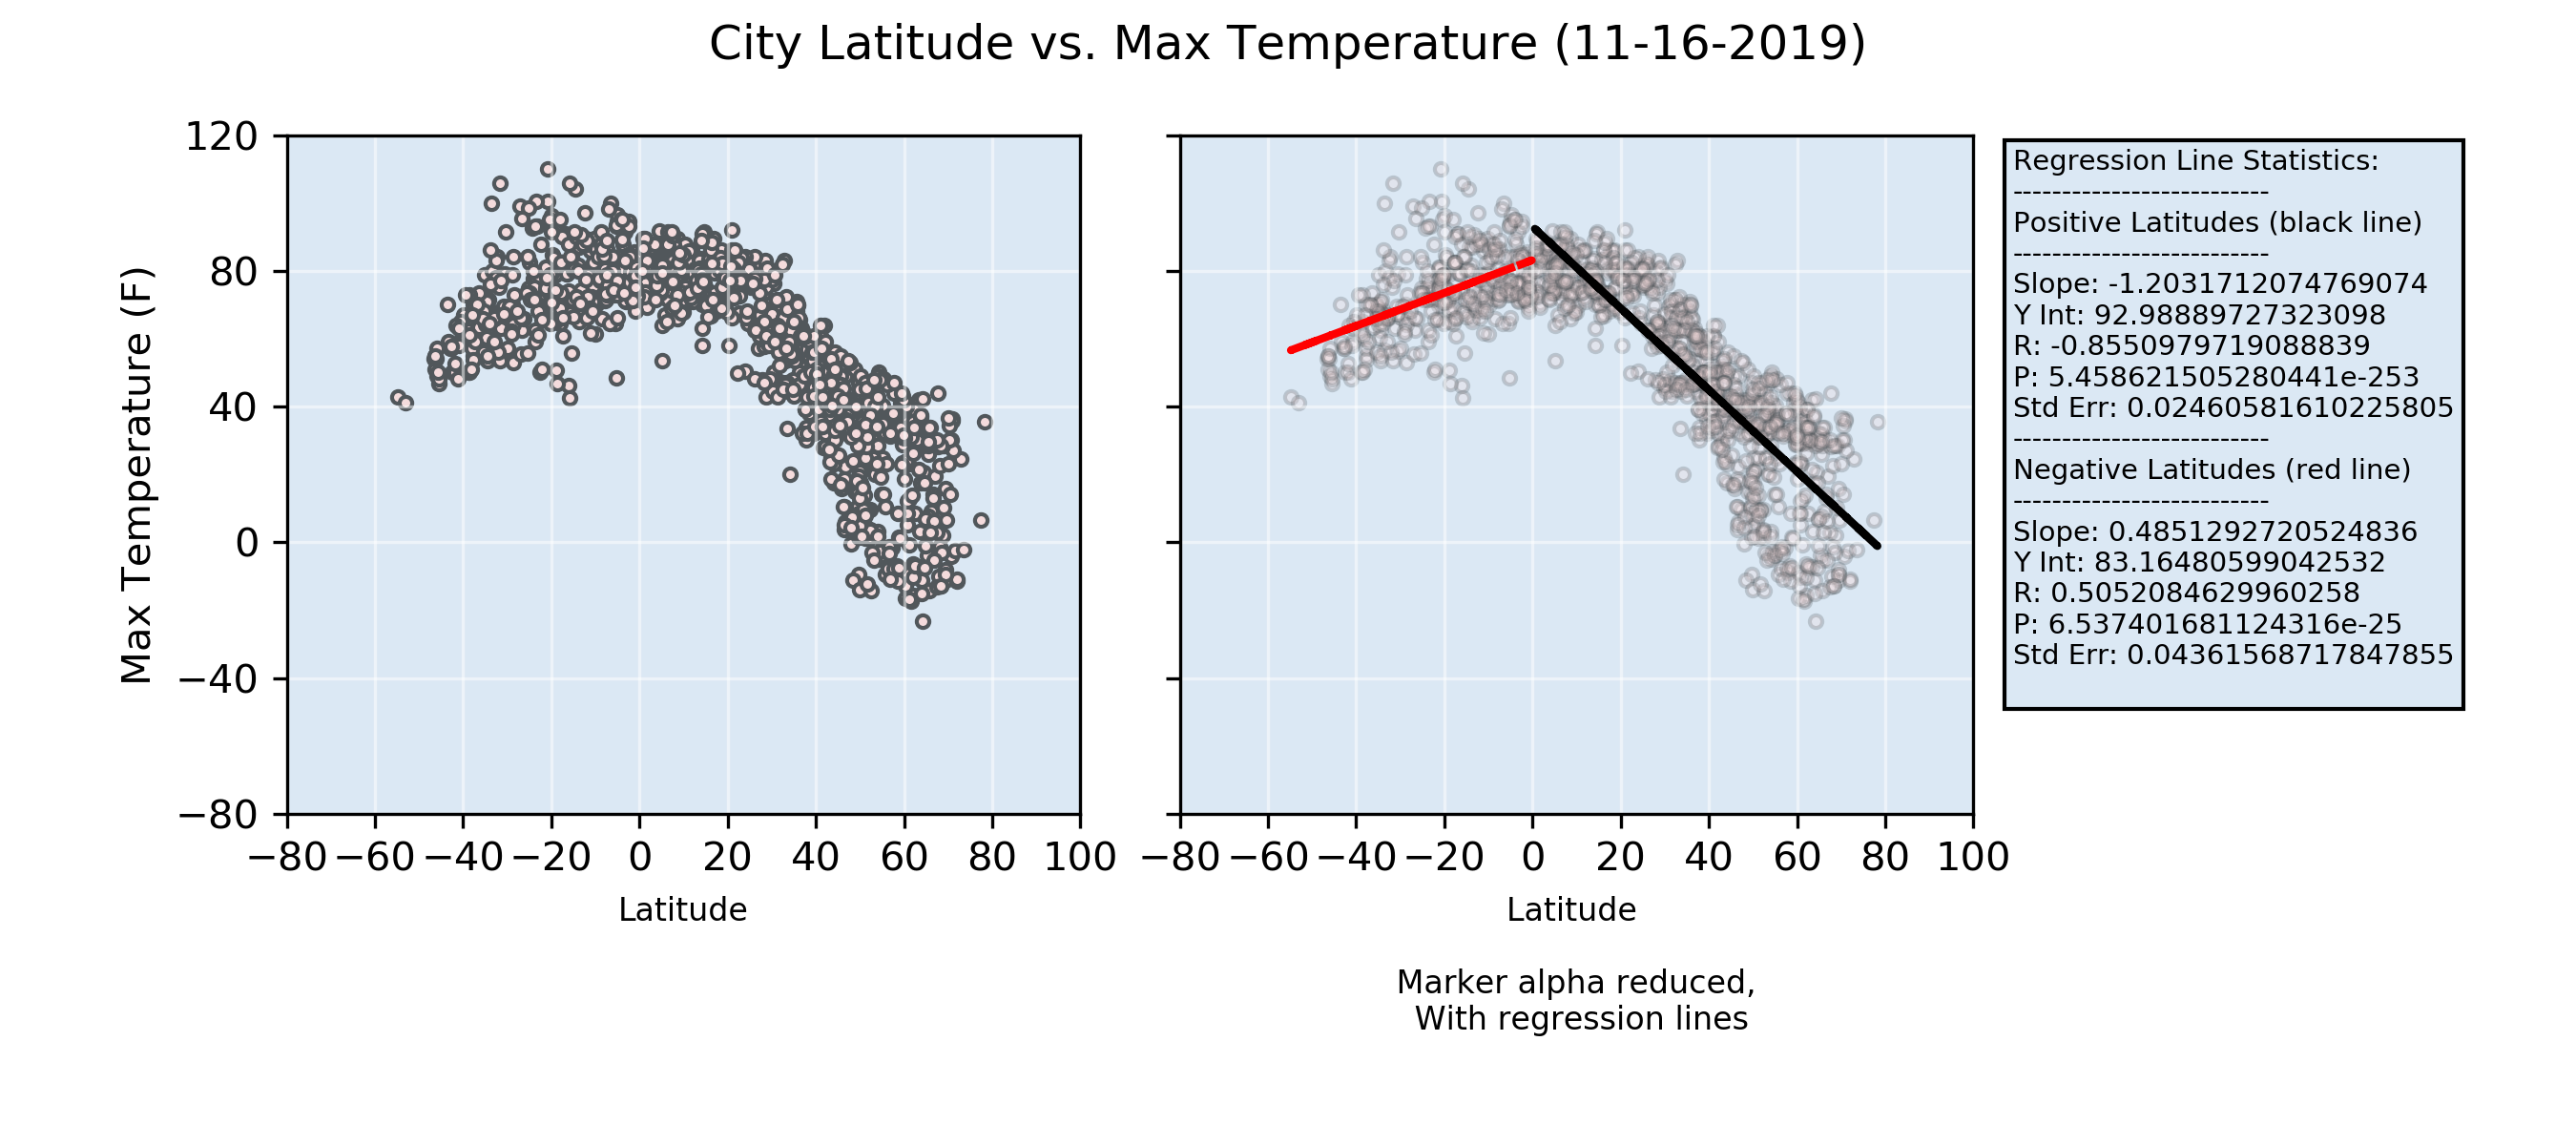 City Latitude vs. Max Temperature (11-16-2019)
Max Temperature (F)
120
80
40
0
−40
−80
−80 −60 −40 −20 0 20 40 60 80 100
Latitude
−80 −60 −40 −20 0 20 40 60 80 100
Latitude
Marker alpha reduced,
With regression lines
Regression Line Statistics:
--------------------------
Positive Latitudes (black line)
--------------------------
Slope: -1.2031712074769074
Y Int: 92.98889727323098
R: -0.8550979719088839
P: 5.458621505280441e-253
Std Err: 0.02460581610225805
--------------------------
Negative Latitudes (red line)
--------------------------
Slope: 0.4851292720524836
Y Int: 83.16480599042532
R: 0.5052084629960258
P: 6.537401681124316e-25
Std Err: 0.04361568717847855